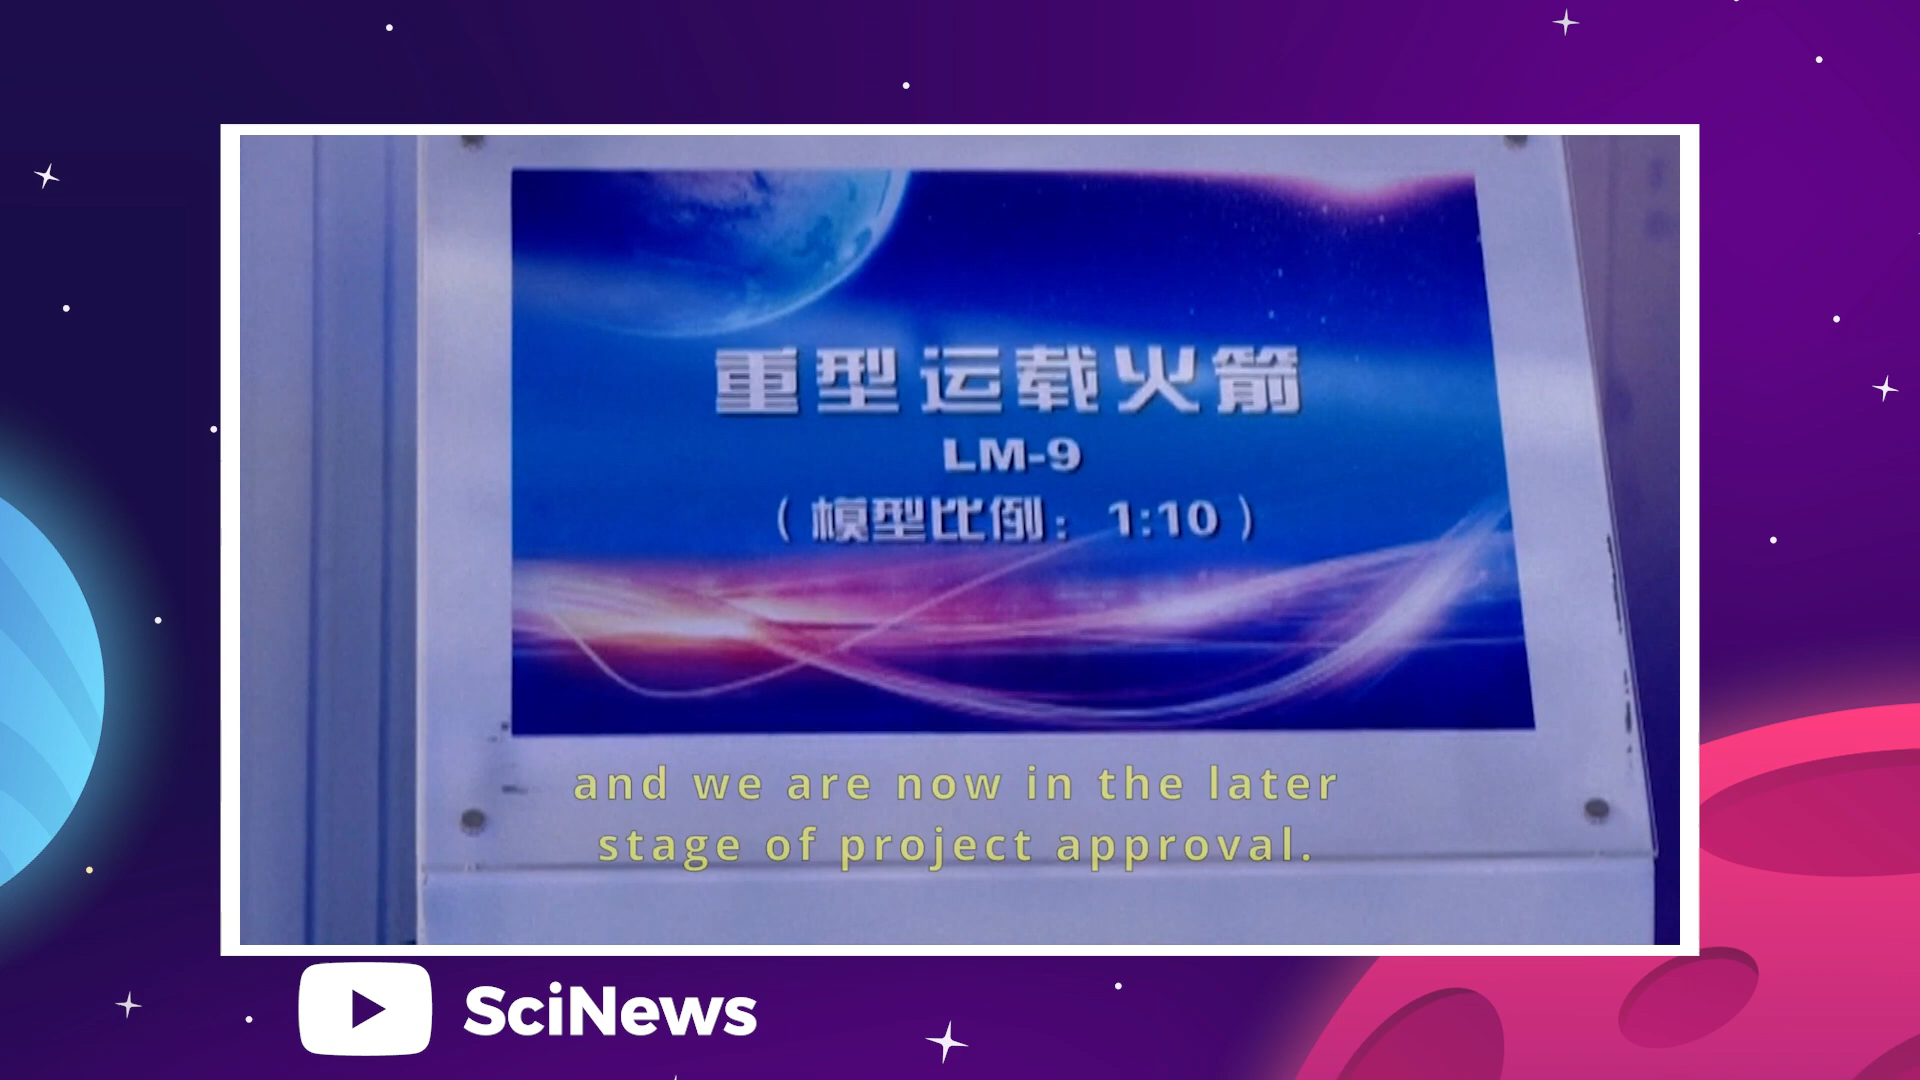 重型运载火箭
LM-9
（模型比例：1:10）
and we are now in the later
stage of project approval.
SciNews